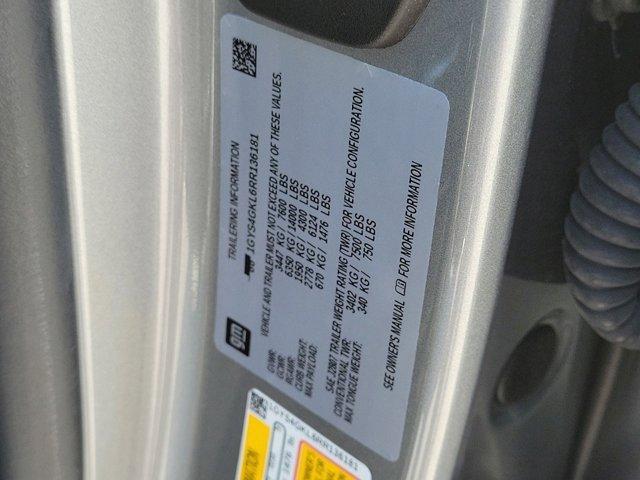 gm
TRAILERING INFORMATION
1GYS4GKL6RR136181
VEHICLE AND TRAILER MUST NOT EXCEED ANY OF THESE VALUES.
GVWR: 3447 KG/ 7600 LBS
GCWR: 6350 KG/14000 LBS
RGAWR: 1950 KG/ 4300 LBS
CURB WEIGHT: 2778 KG/ 6124 LBS
MAX PAYLOAD: 670 KG/ 1476 LBS
SAE J2807 TRAILER WEIGHT RATING (TWR) FOR VEHICLE CONFIGURATION.
CONVENTIONAL TWR: 3402 KG/ 7500 LBS
MAX TONGUE WEIGHT: 340 KG/ 750 LBS
SEE OWNER'S MANUAL FOR MORE INFORMATION
1GYS4GKL6RR136181